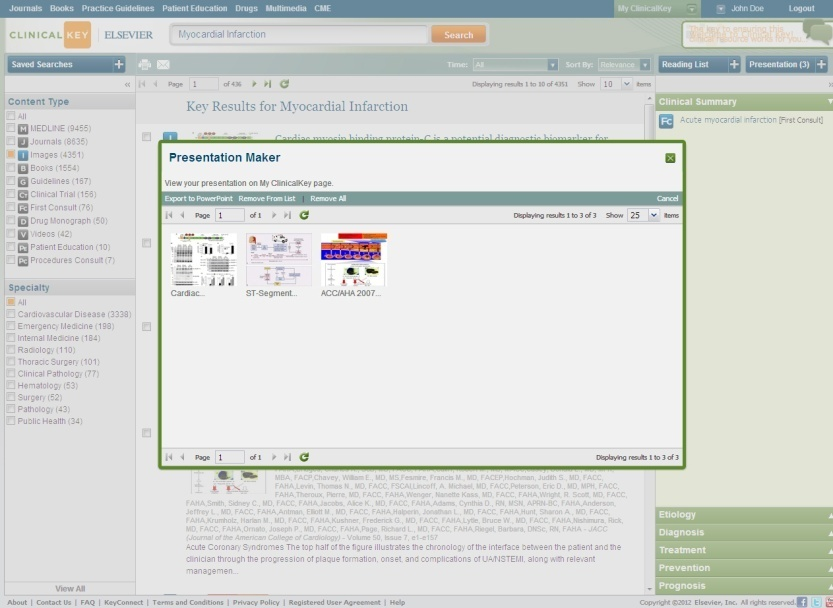 Journals Books Practice Guidelines Patient Education Drugs Multimedia CME My ClinicalKey John Doe Logout
CLINICAL KEY ELSEVIER Myocardial Infarction Search
Saved Searches Time: All Sort By: Relevance Reading List Presentation (3)
Page 1 of 436 Displaying results 1 to 10 of 4351 Show 10 items
Content Type
All
M MEDLINE (9455)
J Journals (8635)
I Images (4351)
B Books (1554)
G Guidelines (167)
CT Clinical Trial (156)
Fc First Consult (76)
D Drug Monograph (50)
V Videos (42)
Pe Patient Education (10)
Pc Procedures Consult (7)
Specialty
All
Cardiovascular Disease (3338)
Emergency Medicine (198)
Internal Medicine (184)
Radiology (110)
Thoracic Surgery (101)
Clinical Pathology (77)
Hematology (53)
Surgery (52)
Pathology (43)
Public Health (34)
View All
Key Results for Myocardial Infarction
Cardiac myosin binding protein-C is a potential diagnostic biomarker for
Presentation Maker
View your presentation on My ClinicalKey page.
Export to PowerPoint Remove From List | Remove All Cancel
Page 1 of 1 Displaying results 1 to 3 of 3 Show 25 Items
Cardiac... ST-Segment... ACC/AHA 2007...
Page 1 of 1 Displaying results 1 to 3 of 3
MBA, FACP,Chavey, William E., MD, MS,Fesmire, Francis M., MD, FACEP,Hochman, Judith S., MD, FACC,
FAHA,Levin, Thomas N., MD, FACC, FSCAI,Lincoff, A. Michael, MD, FACC,Peterson, Eric D., MD, MPH, FACC,
FAHA,Theroux, Pierre, MD, FACC, FAHA,Wenger, Nanette Kass, MD, FACC, FAHA,Wright, R. Scott, MD, FACC,
FAHA,Smith, Sidney C., MD, FACC, FAHA,Jacobs, Alice K., MD, FACC, FAHA,Adams, Cynthia D., RN, MSN, APRN-BC, FAHA,Anderson,
Jeffrey L., MD, FACC, FAHA,Antman, Elliott M., MD, FACC, FAHA,Halperin, Jonathan L., MD, FACC, FAHA,Hunt, Sharon A., MD, FACC,
FAHA,Krumholz, Harlan M., MD, FACC, FAHA,Kushner, Frederick G., MD, FACC, FAHA,Lytle, Bruce W., MD, FACC, FAHA,Nishimura, Rick,
MD, FACC, FAHA,Ornato, Joseph P., MD, FACC, FAHA,Page, Richard L., MD, FACC, FAHA,Riegel, Barbara, DNSc, RN, FAHA - JACC
(Journal of the American College of Cardiology) - Volume 50, Issue 7, e1-e157
Acute Coronary Syndromes The top half of the figure illustrates the chronology of the interface between the patient and the
clinician through the progression of plaque formation, onset, and complications of UA/NSTEMI, along with relevant
managemen...
Clinical Summary
Fc Acute myocardial infarction [First Consult]
Etiology
Diagnosis
Treatment
Prevention
Prognosis
About | Contact Us | FAQ | KeyConnect | Terms and Conditions | Privacy Policy | Registered User Agreement | Help Copyright ©2012 Elsevier, Inc. All rights reserved.